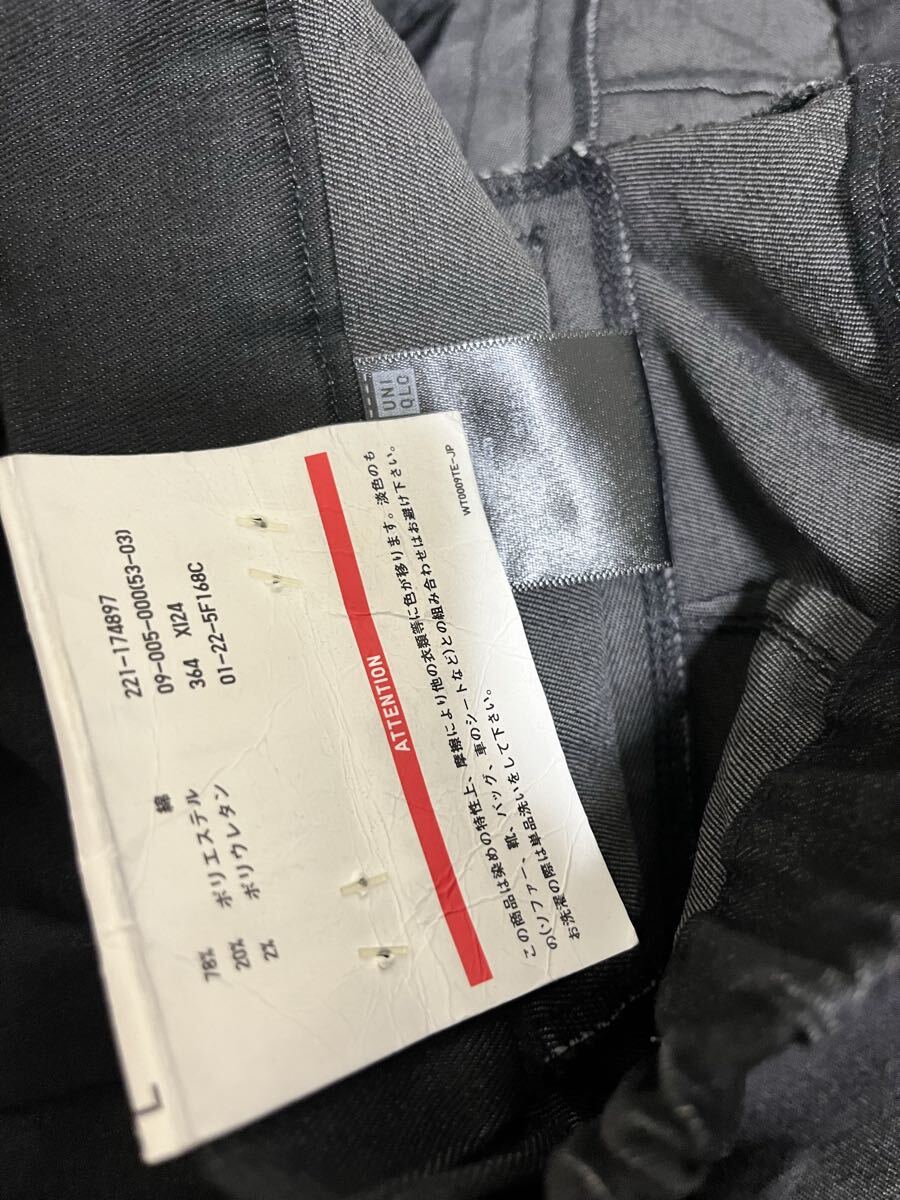 UNI
QLO
WT0009TE-JP
221-174897
09-005-000(53-03)
364 XI24
01-22-5F168C
78% 綿
20% ポリエステル
2% ポリウレタン
ATTENTION
この商品は染めの特性上、摩擦により他の衣類等に色が移ります。淡色のも
の(ソファー、靴、バッグ、車のシートなど)との組み合わせはお避け下さい。
お洗濯の際は単品洗いをして下さい。
L